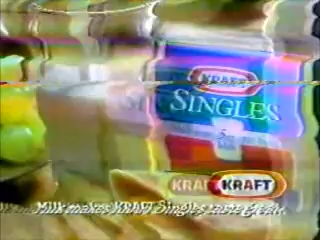 KRAFT
SINGLES
KRAFT KRAFT
Milk makes KRAFT Singles taste great.